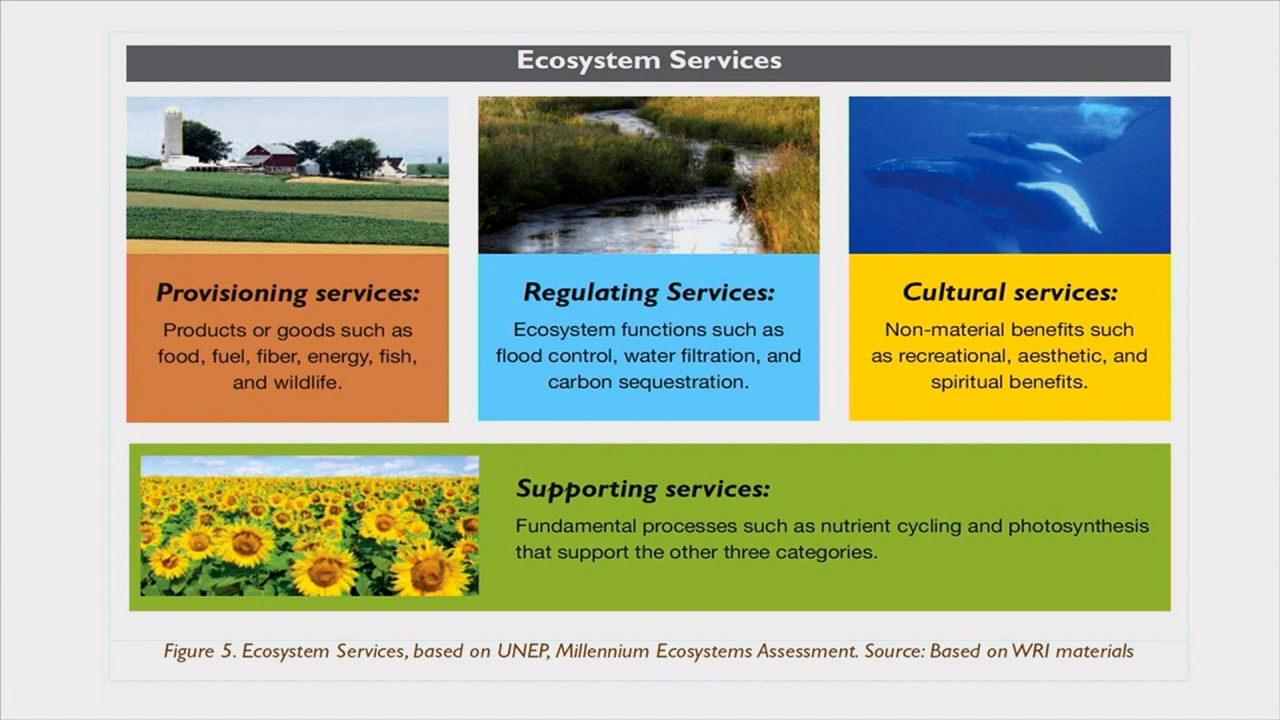 Ecosystem Services
Provisioning services:
Products or goods such as
food, fuel, fiber, energy, fish,
and wildlife.
Regulating Services:
Ecosystem functions such as
flood control, water filtration, and
carbon sequestration.
Cultural services:
Non-material benefits such
as recreational, aesthetic, and
spiritual benefits.
Supporting services:
Fundamental processes such as nutrient cycling and photosynthesis
that support the other three categories.
Figure 5. Ecosystem Services, based on UNEP, Millennium Ecosystems Assessment. Source: Based on WRI materials